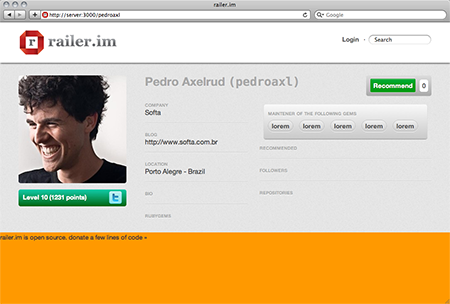 railer.im
http://server:3000/pedroaxl
Google
r railer.im
Login
Search
Pedro Axelrud (pedroaxl)
Recommend 0
COMPANY
Softa
MAINTENER OF THE FOLLOWING GEMS
lorem lorem lorem lorem lorem
BLOG
http://www.softa.com.br
RECOMMENDED
LOCATION
Porto Alegre - Brazil
FOLLOWERS
Level 10 (1231 points)
BIO
REPOSITORIES
RUBYGEMS
railer.im is open source. donate a few lines of code »